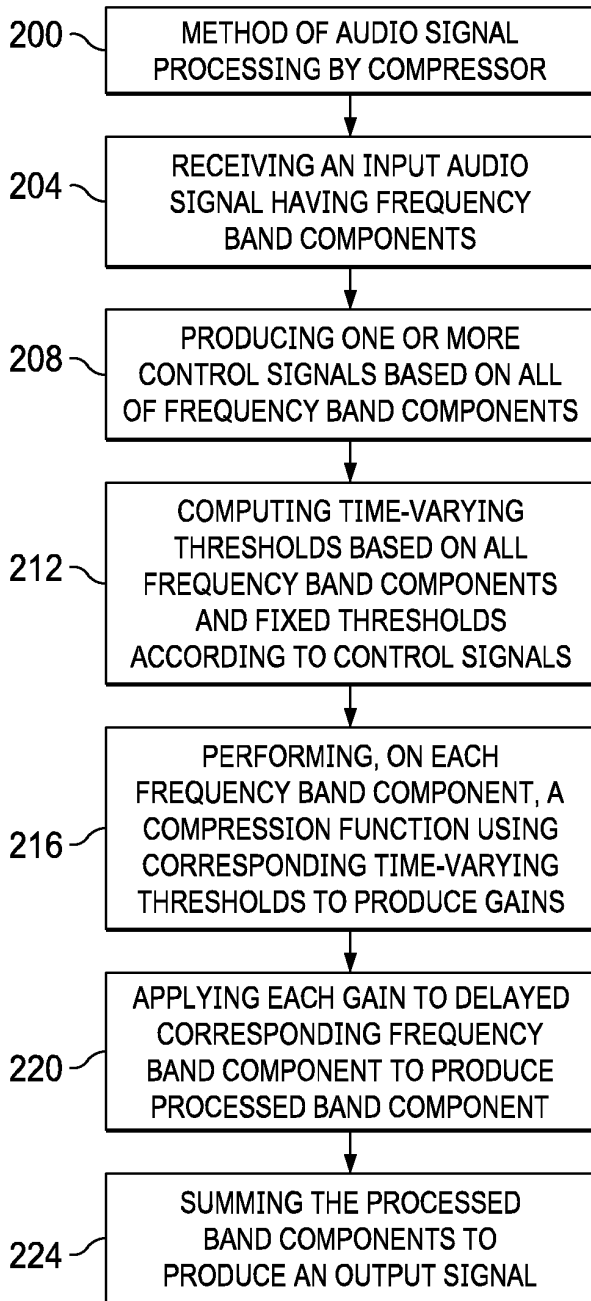 200
METHOD OF AUDIO SIGNAL
PROCESSING BY COMPRESSOR
204
RECEIVING AN INPUT AUDIO
SIGNAL HAVING FREQUENCY
BAND COMPONENTS
208
PRODUCING ONE OR MORE
CONTROL SIGNALS BASED ON ALL
OF FREQUENCY BAND COMPONENTS
212
COMPUTING TIME-VARYING
THRESHOLDS BASED ON ALL
FREQUENCY BAND COMPONENTS
AND FIXED THRESHOLDS
ACCORDING TO CONTROL SIGNALS
216
PERFORMING, ON EACH
FREQUENCY BAND COMPONENT, A
COMPRESSION FUNCTION USING
CORRESPONDING TIME-VARYING
THRESHOLDS TO PRODUCE GAINS
220
APPLYING EACH GAIN TO DELAYED
CORRESPONDING FREQUENCY
BAND COMPONENT TO PRODUCE
PROCESSED BAND COMPONENT
224
SUMMING THE PROCESSED
BAND COMPONENTS TO
PRODUCE AN OUTPUT SIGNAL